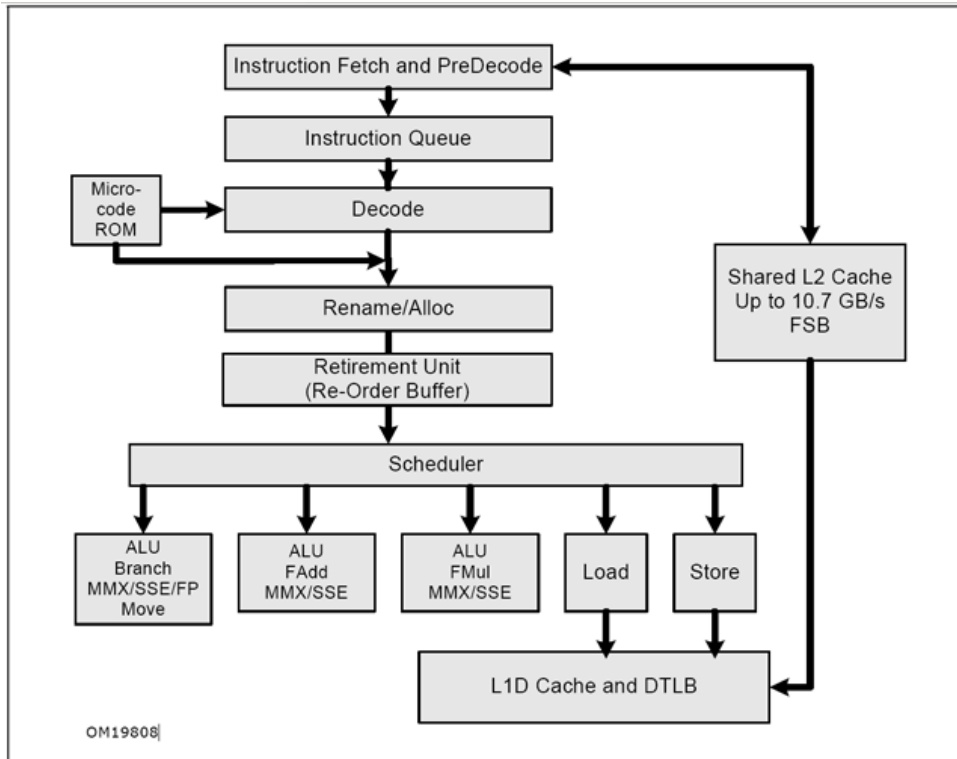 Instruction Fetch and PreDecode
Instruction Queue
Micro-
code
ROM
Decode
Shared L2 Cache
Up to 10.7 GB/s
FSB
Rename/Alloc
Retirement Unit
(Re-Order Buffer)
Scheduler
ALU
Branch
MMX/SSE/FP
Move
ALU
FAdd
MMX/SSE
ALU
FMul
MMX/SSE
Load
Store
L1D Cache and DTLB
OM19808